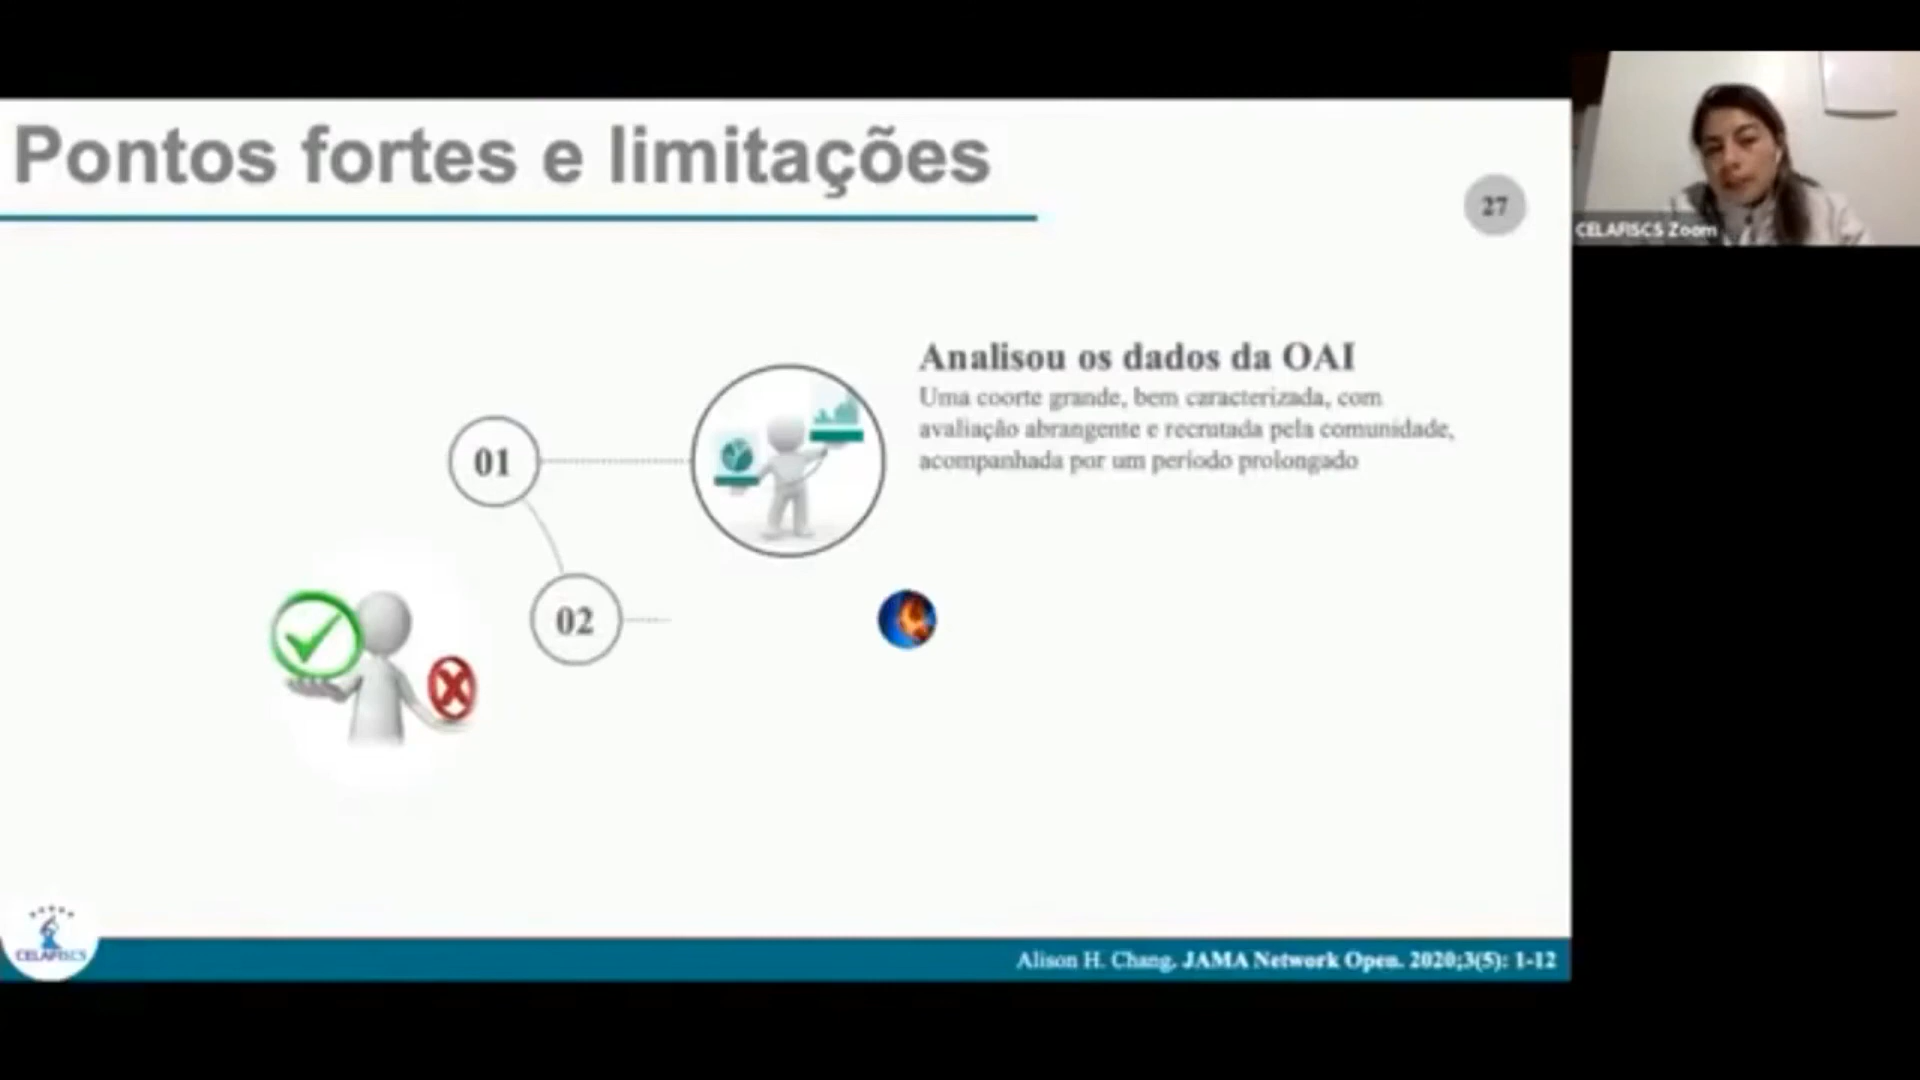 Pontos fortes e limitações
27
CELAFISCS Zoom
Analisou os dados da OAI
Uma coorte grande, bem caracterizada, com
avaliação abrangente e recrutada pela comunidade,
acompanhada por um período prolongado
01
02
CELAFISCS
Alison H. Chang. JAMA Network Open. 2020;3(5): 1-12